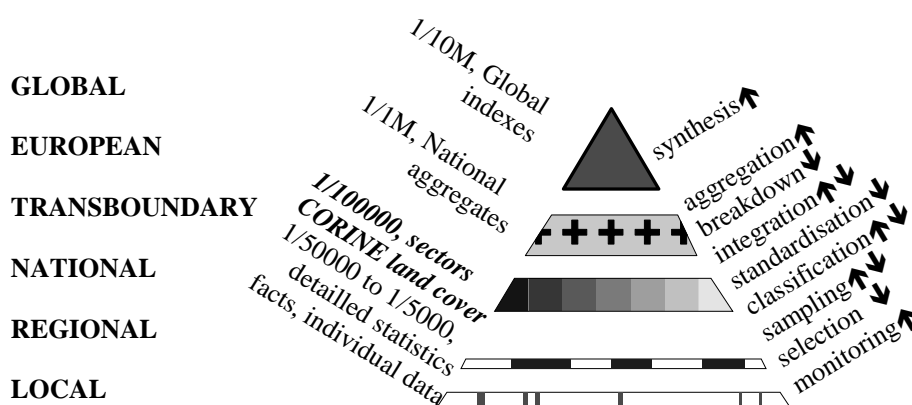 GLOBAL
EUROPEAN
TRANSBOUNDARY
NATIONAL
REGIONAL
LOCAL
1/10M, Global
indexes
1/1M, National
aggregates
1/100000, sectors
CORINE land cover
1/50000 to 1/5000,
detailled statistics
facts, individual data
synthesis
aggregation
breakdown
integration
standardisation
classification
sampling
selection
monitoring